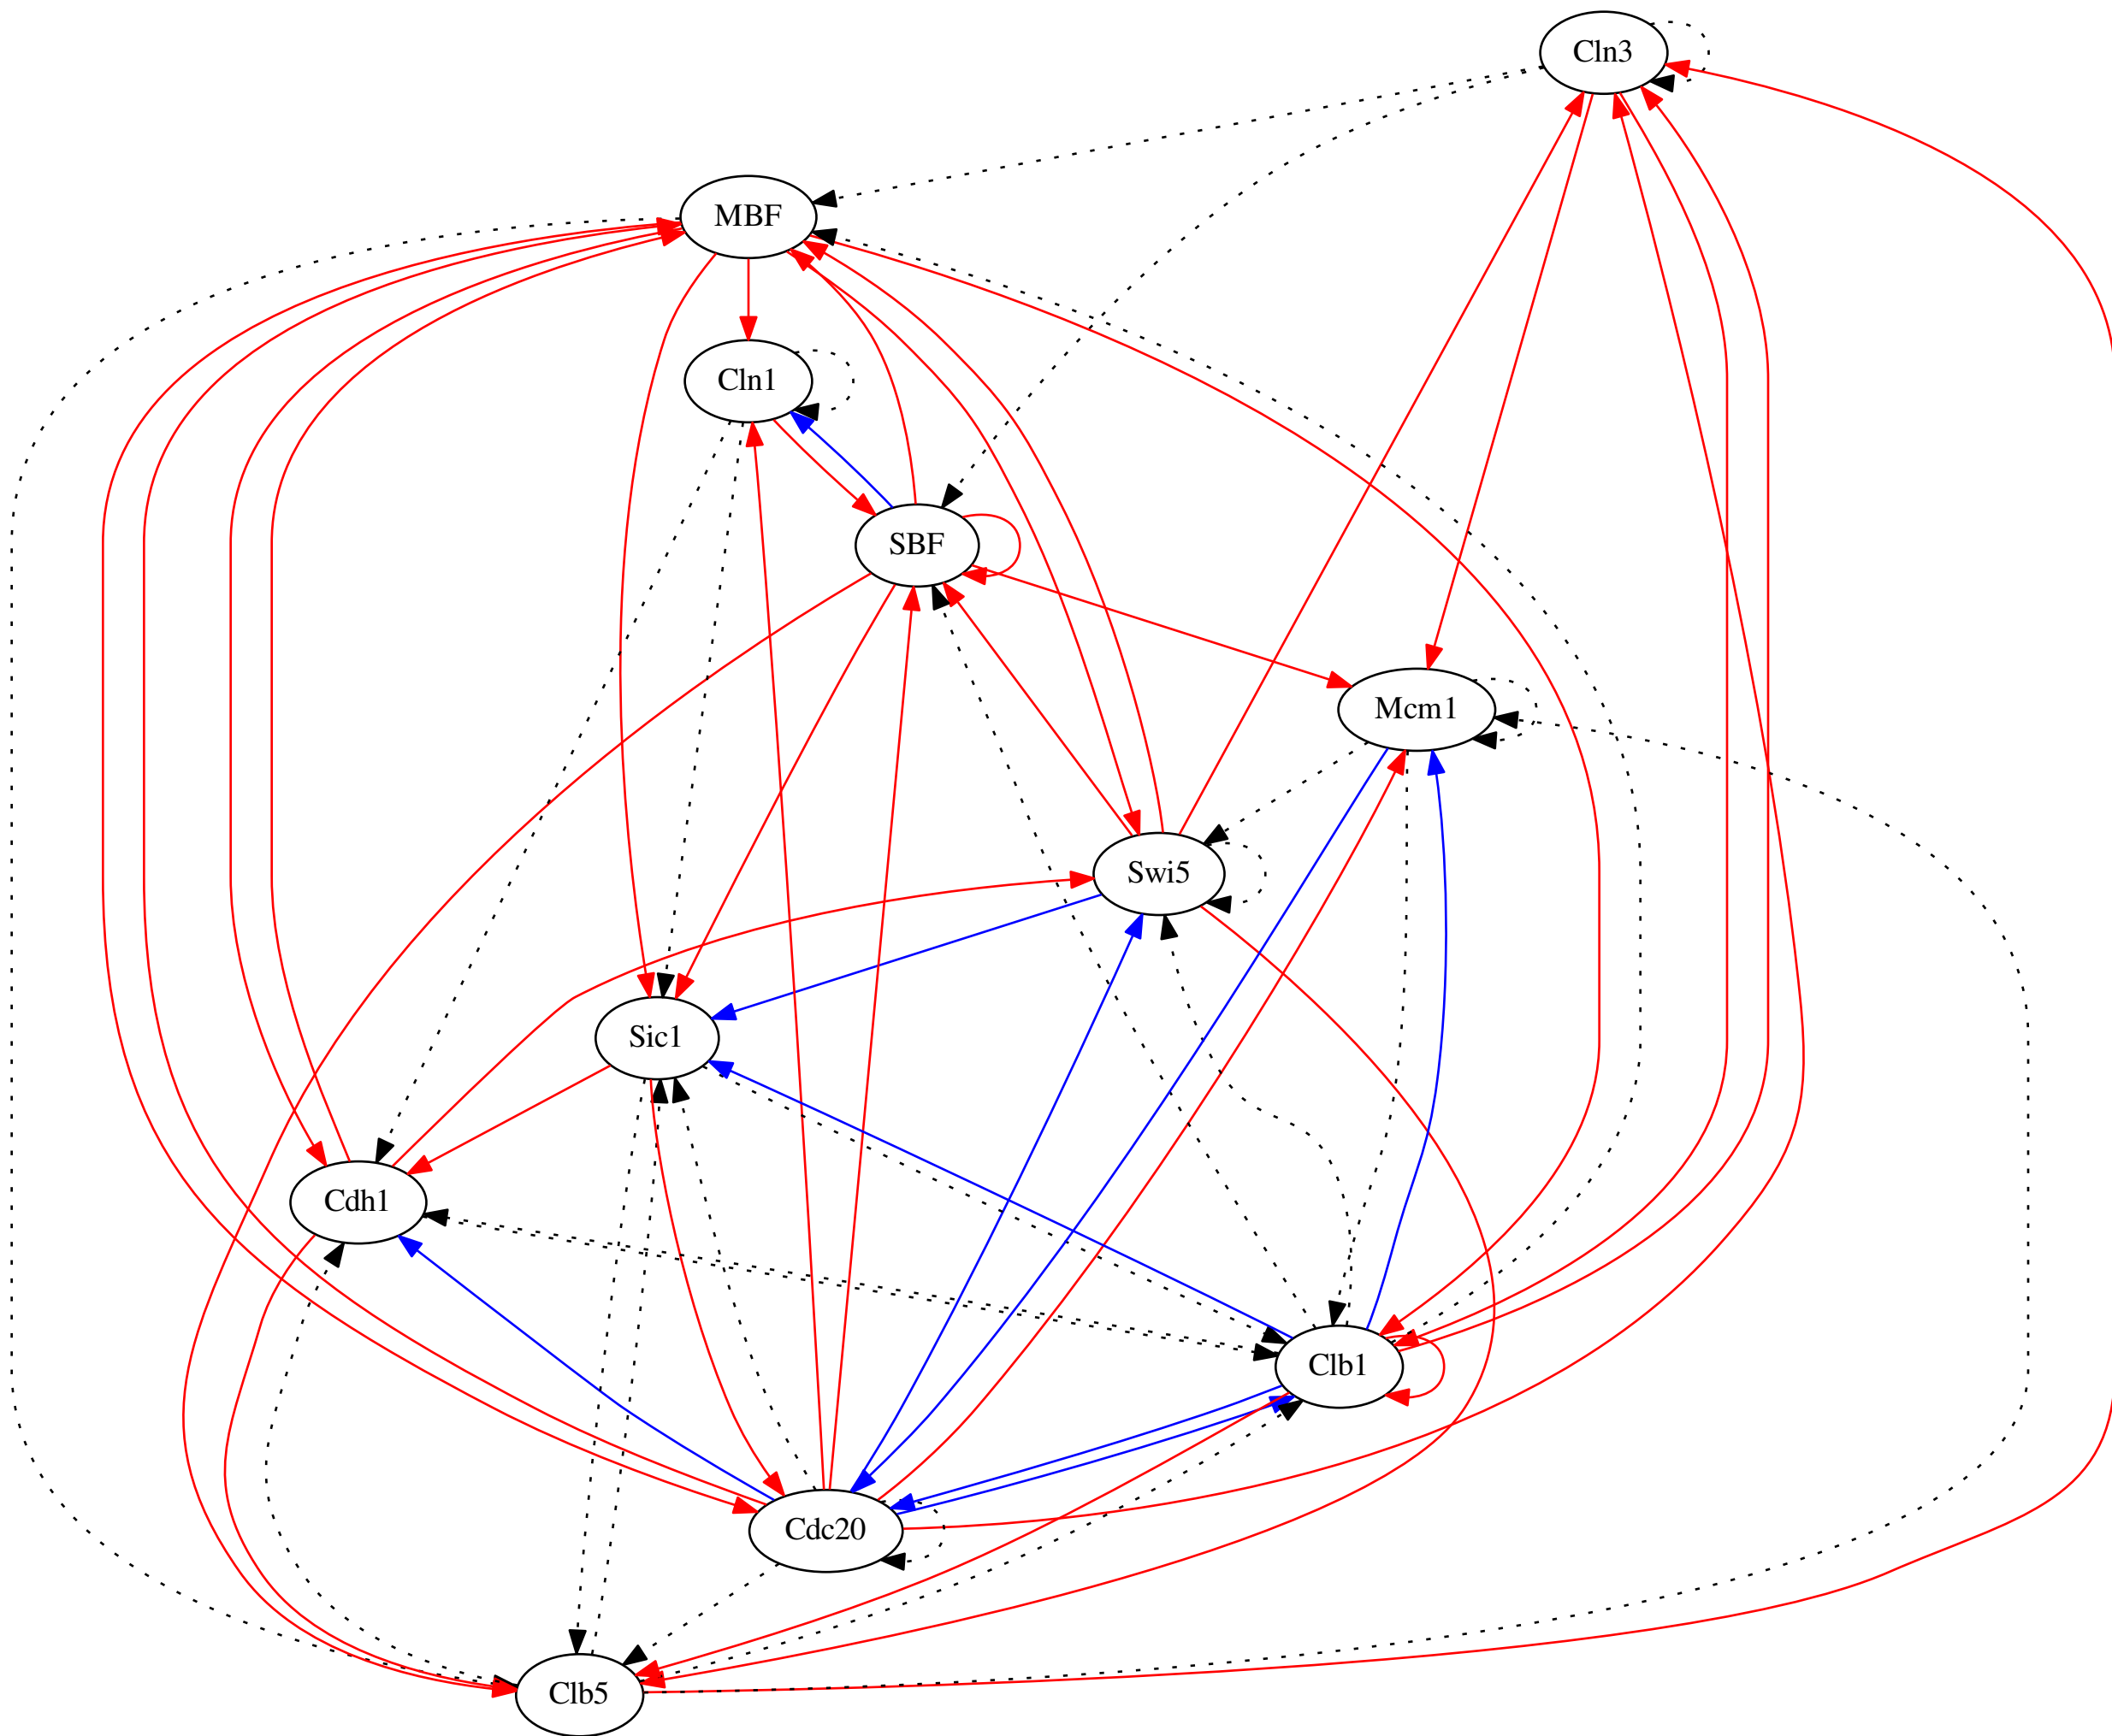 Cln3
MBF
Cln1
SBF
Mcm1
Swi5
Sic1
Cdh1
Clb1
Cdc20
Clb5